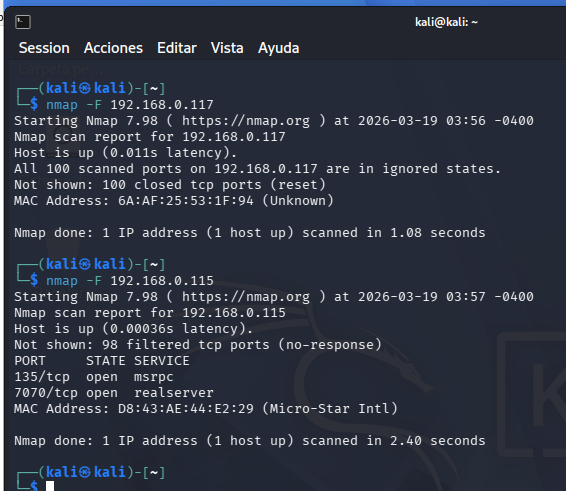 kali@kali: ~
Session Acciones Editar Vista Ayuda
┌──(kali㉿kali)-[~]
└─$ nmap -F 192.168.0.117
Starting Nmap 7.98 ( https://nmap.org ) at 2026-03-19 03:56 -0400
Nmap scan report for 192.168.0.117
Host is up (0.011s latency).
All 100 scanned ports on 192.168.0.117 are in ignored states.
Not shown: 100 closed tcp ports (reset)
MAC Address: 6A:AF:25:53:1F:94 (Unknown)
Nmap done: 1 IP address (1 host up) scanned in 1.08 seconds
┌──(kali㉿kali)-[~]
└─$ nmap -F 192.168.0.115
Starting Nmap 7.98 ( https://nmap.org ) at 2026-03-19 03:57 -0400
Nmap scan report for 192.168.0.115
Host is up (0.00036s latency).
Not shown: 98 filtered tcp ports (no-response)
PORT     STATE SERVICE
135/tcp  open  msrpc
7070/tcp open  realserver
MAC Address: D8:43:AE:44:E2:29 (Micro-Star Intl)
Nmap done: 1 IP address (1 host up) scanned in 2.40 seconds
┌──(kali㉿kali)-[~]
└─$